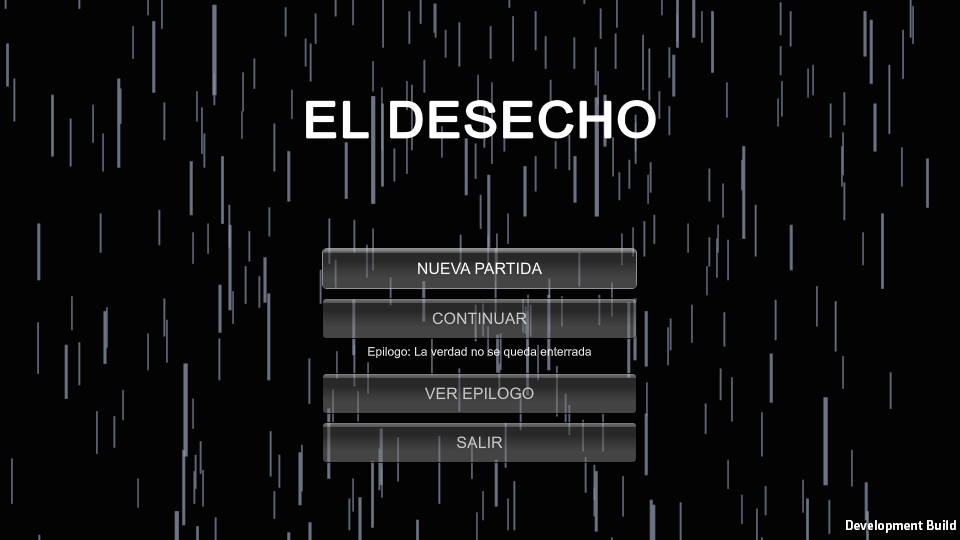 EL DESECHO
NUEVA PARTIDA
CONTINUAR
Epilogo: La verdad no se queda enterrada
VER EPILOGO
SALIR
Development Build